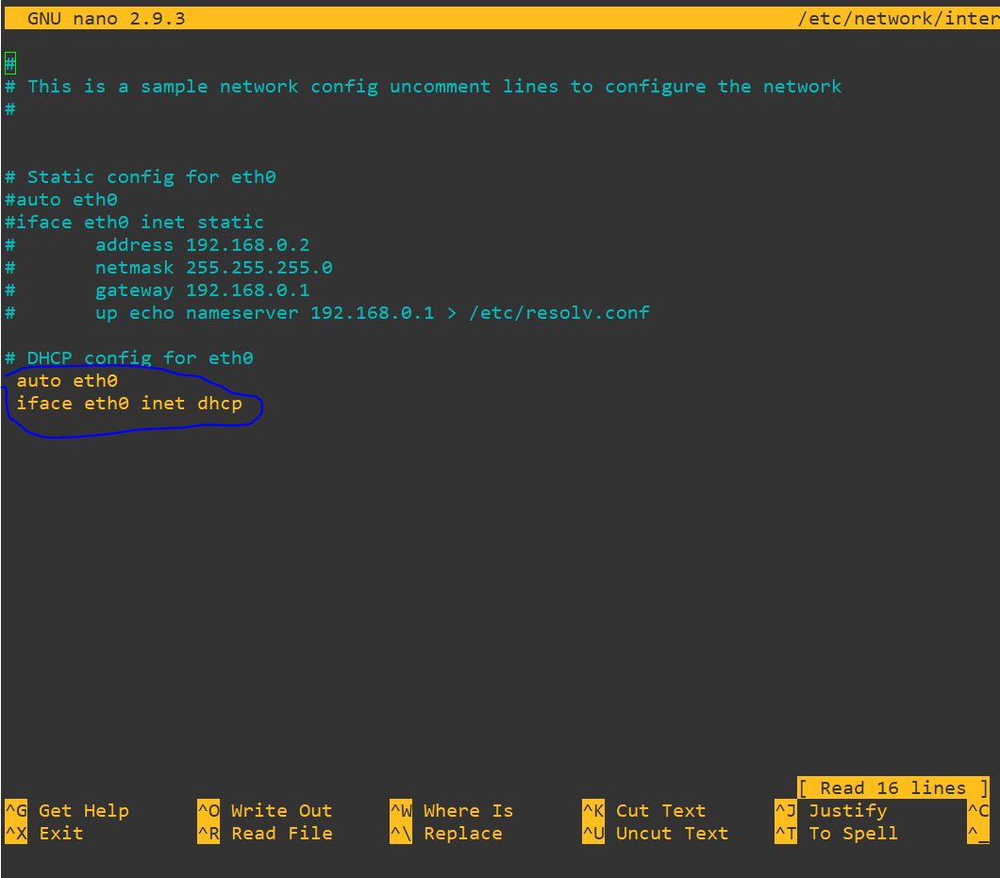 GNU nano 2.9.3 /etc/network/inter
#
# This is a sample network config uncomment lines to configure the network
#
# Static config for eth0
#auto eth0
#iface eth0 inet static
# address 192.168.0.2
# netmask 255.255.255.0
# gateway 192.168.0.1
# up echo nameserver 192.168.0.1 > /etc/resolv.conf
# DHCP config for eth0
auto eth0
iface eth0 inet dhcp
[ Read 16 lines ]
^G Get Help ^O Write Out ^W Where Is ^K Cut Text ^J Justify ^C
^X Exit ^R Read File ^\ Replace ^U Uncut Text ^T To Spell ^_